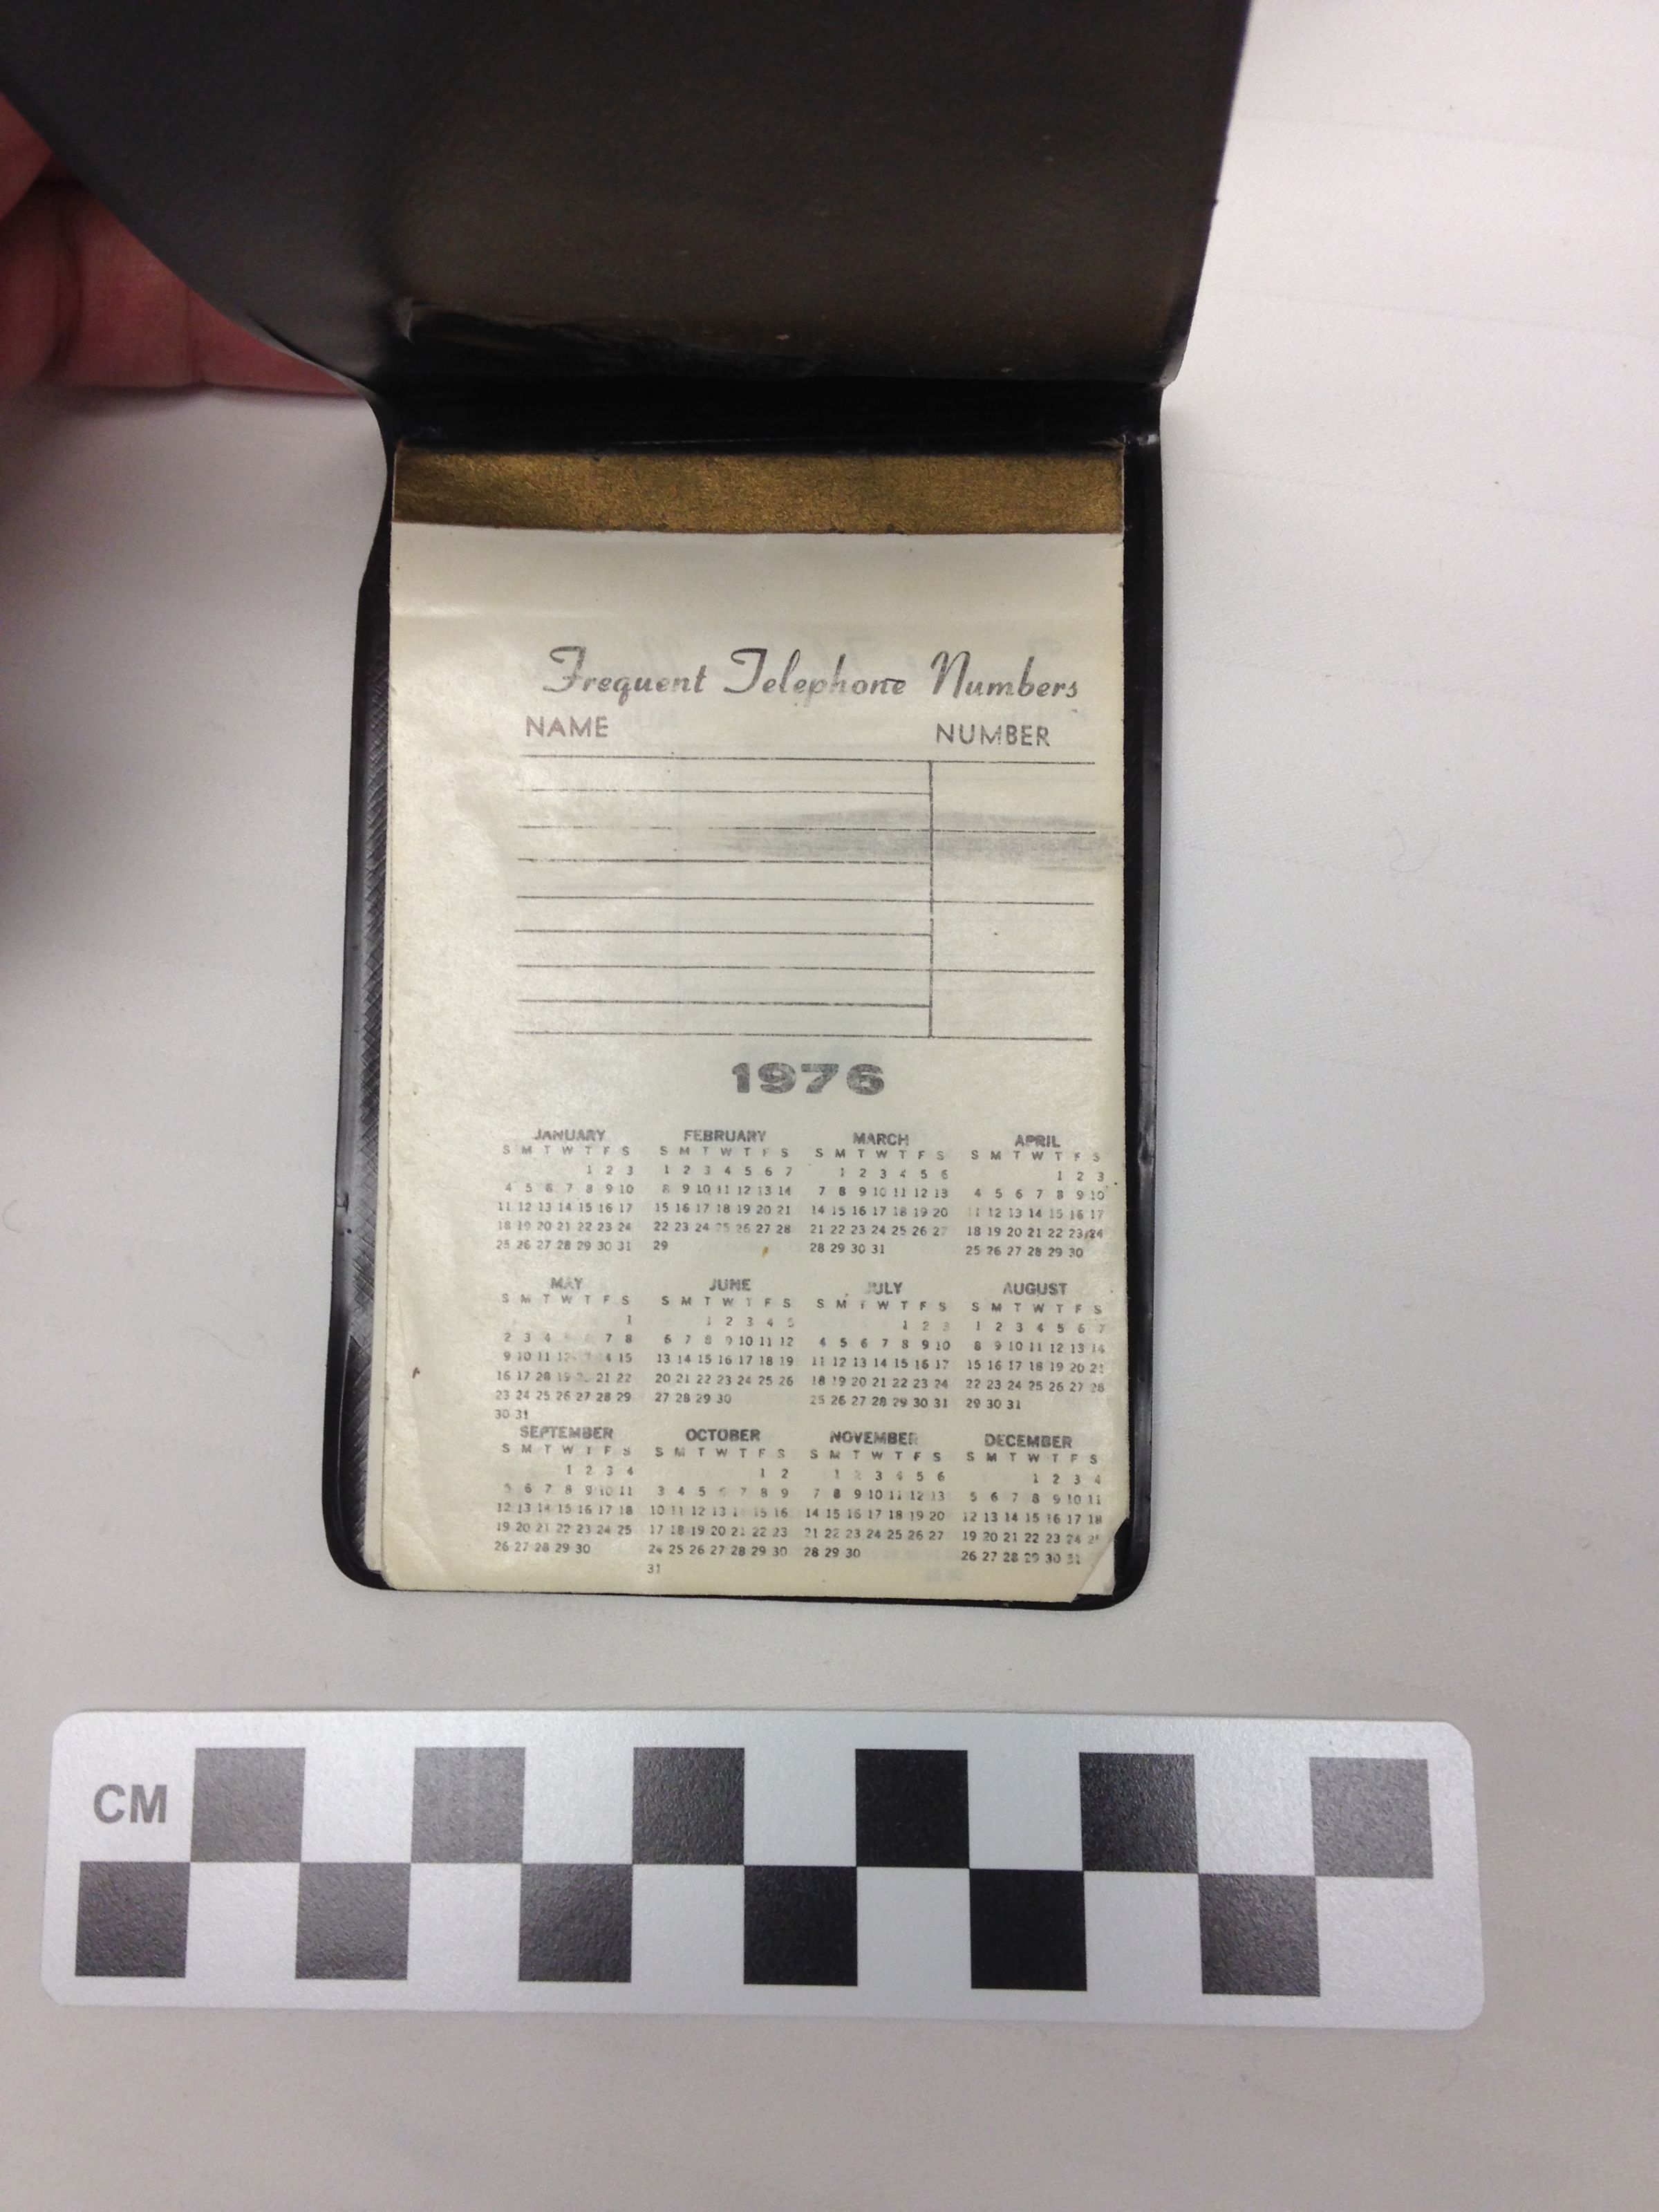 Frequent Telephone Numbers
NAME NUMBER
1976
JANUARY
S M T W T F S
1 2 3
4 5 6 7 8 9 10
11 12 13 14 15 16 17
18 19 20 21 22 23 24
25 26 27 28 29 30 31
FEBRUARY
S M T W T F S
1 2 3 4 5 6 7
8 9 10 11 12 13 14
15 16 17 18 19 20 21
22 23 24 25 26 27 28
29
MARCH
S M T W T F S
1 2 3 4 5 6
7 8 9 10 11 12 13
14 15 16 17 18 19 20
21 22 23 24 25 26 27
28 29 30 31
APRIL
S M T W T F S
1 2 3
4 5 6 7 8 9 10
11 12 13 14 15 16 17
18 19 20 21 22 23 24
25 26 27 28 29 30
MAY
S M T W T F S
1
2 3 4 5 6 7 8
9 10 11 12 14 15
16 17 28 19 21 22
23 24 25 26 27 28 29
30 31
JUNE
S M T W T F S
1 2 3 4 5
6 7 8 9 10 11 12
13 14 15 16 17 18 19
20 21 22 23 24 25 26
27 28 29 30
JULY
S M T W T F S
1 2 3
4 5 6 7 8 9 10
11 12 13 14 15 16 17
18 19 20 21 22 23 24
25 26 27 28 29 30 31
AUGUST
S M T W T F S
1 2 3 4 5 6 7
8 9 10 11 12 13 14
15 16 17 18 19 20 21
22 23 24 25 26 27 28
29 30 31
SEPTEMBER
S M T W T F S
1 2 3 4
5 6 7 8 9 10 11
12 13 14 15 16 17 18
19 20 21 22 23 24 25
26 27 28 29 30
OCTOBER
S M T W T F S
1 2
3 4 5 6 7 8 9
10 11 12 13 14 15 16
17 18 19 20 21 22 23
24 25 26 27 28 29 30
31
NOVEMBER
S M T W T F S
1 2 3 4 5 6
7 8 9 10 11 12 13
14 15 16 17 18 19 20
21 22 23 24 25 26 27
28 29 30
DECEMBER
S M T W T F S
1 2 3 4
5 6 7 8 9 10 11
12 13 14 15 16 17 18
19 20 21 22 23 24 25
26 27 28 29 30 31
CM